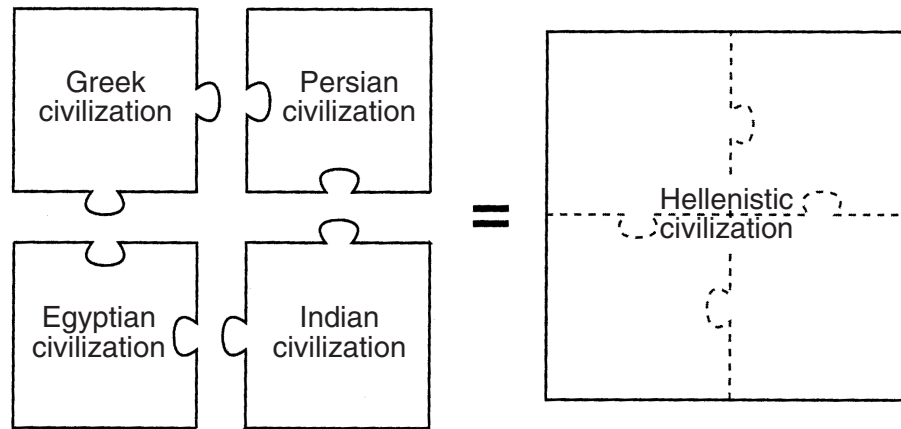 Greek
civilization
Persian
civilization
Egyptian
civilization
Indian
civilization
=
Hellenistic
civilization